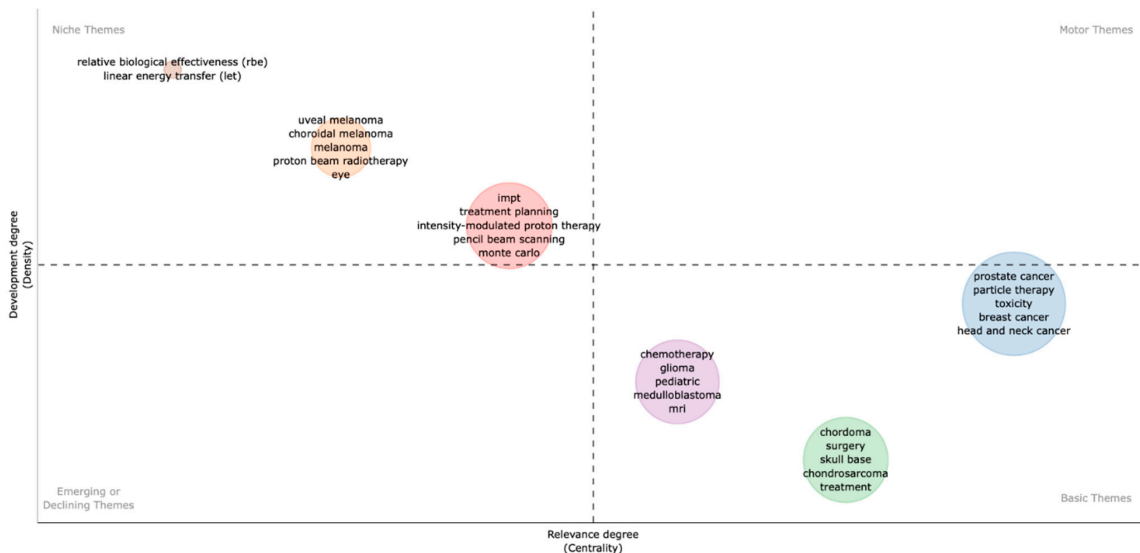 Niche Themes
Motor Themes
relative biological effectiveness (rbe)
linear energy transfer (let)
uveal melanoma
choroidal melanoma
melanoma
proton beam radiotherapy
eye
impt
treatment planning
intensity-modulated proton therapy
pencil beam scanning
monte carlo
Development degree
(Density)
prostate cancer
particle therapy
toxicity
breast cancer
head and neck cancer
chemotherapy
glioma
pediatric
medulloblastoma
mri
chordoma
surgery
skull base
chondrosarcoma
treatment
Emerging or
Declining Themes
Basic Themes
Relevance degree
(Centrality)